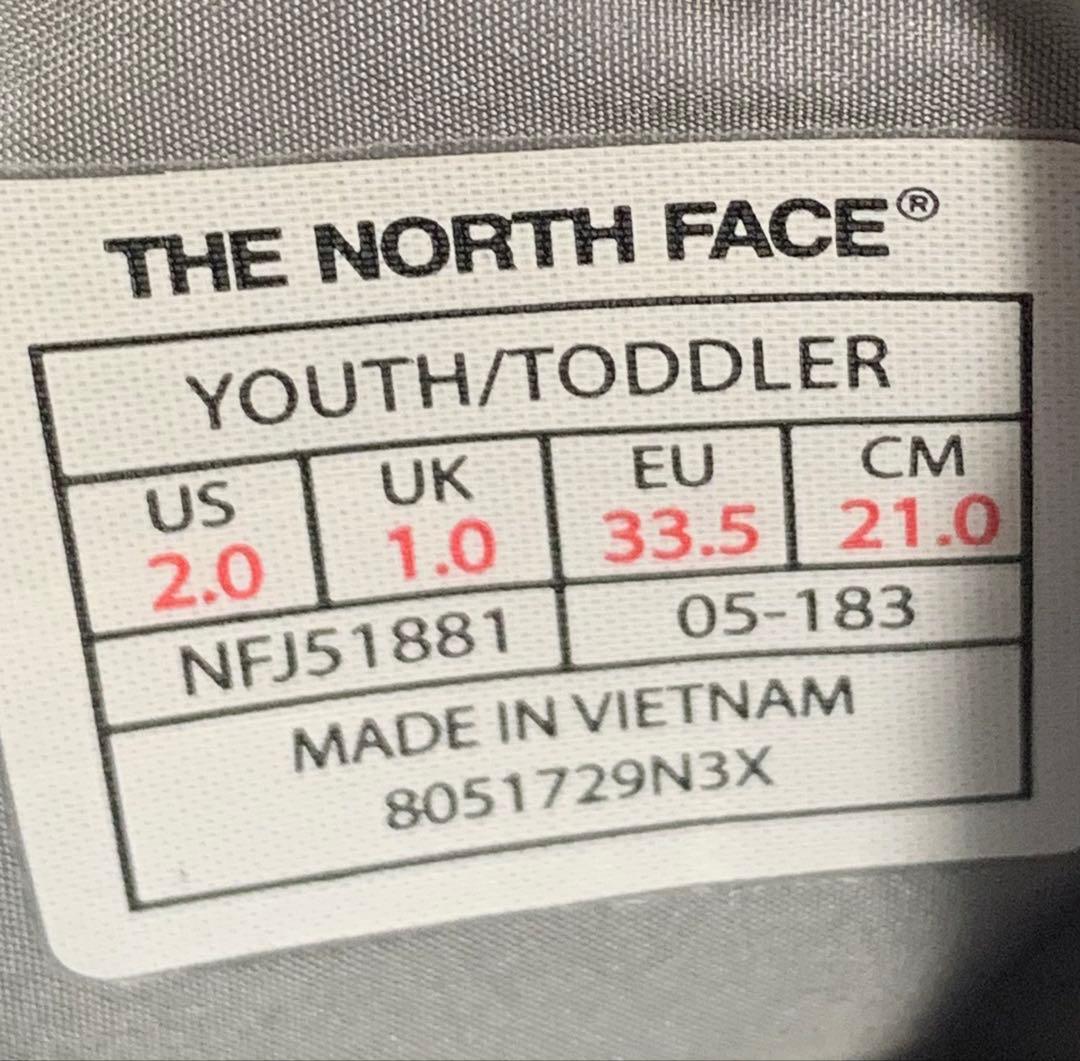 THE NORTH FACE®
YOUTH/TODDLER
US UK EU CM
2.0 1.0 33.5 21.0
NFJ51881 05-183
MADE IN VIETNAM
8051729N3X